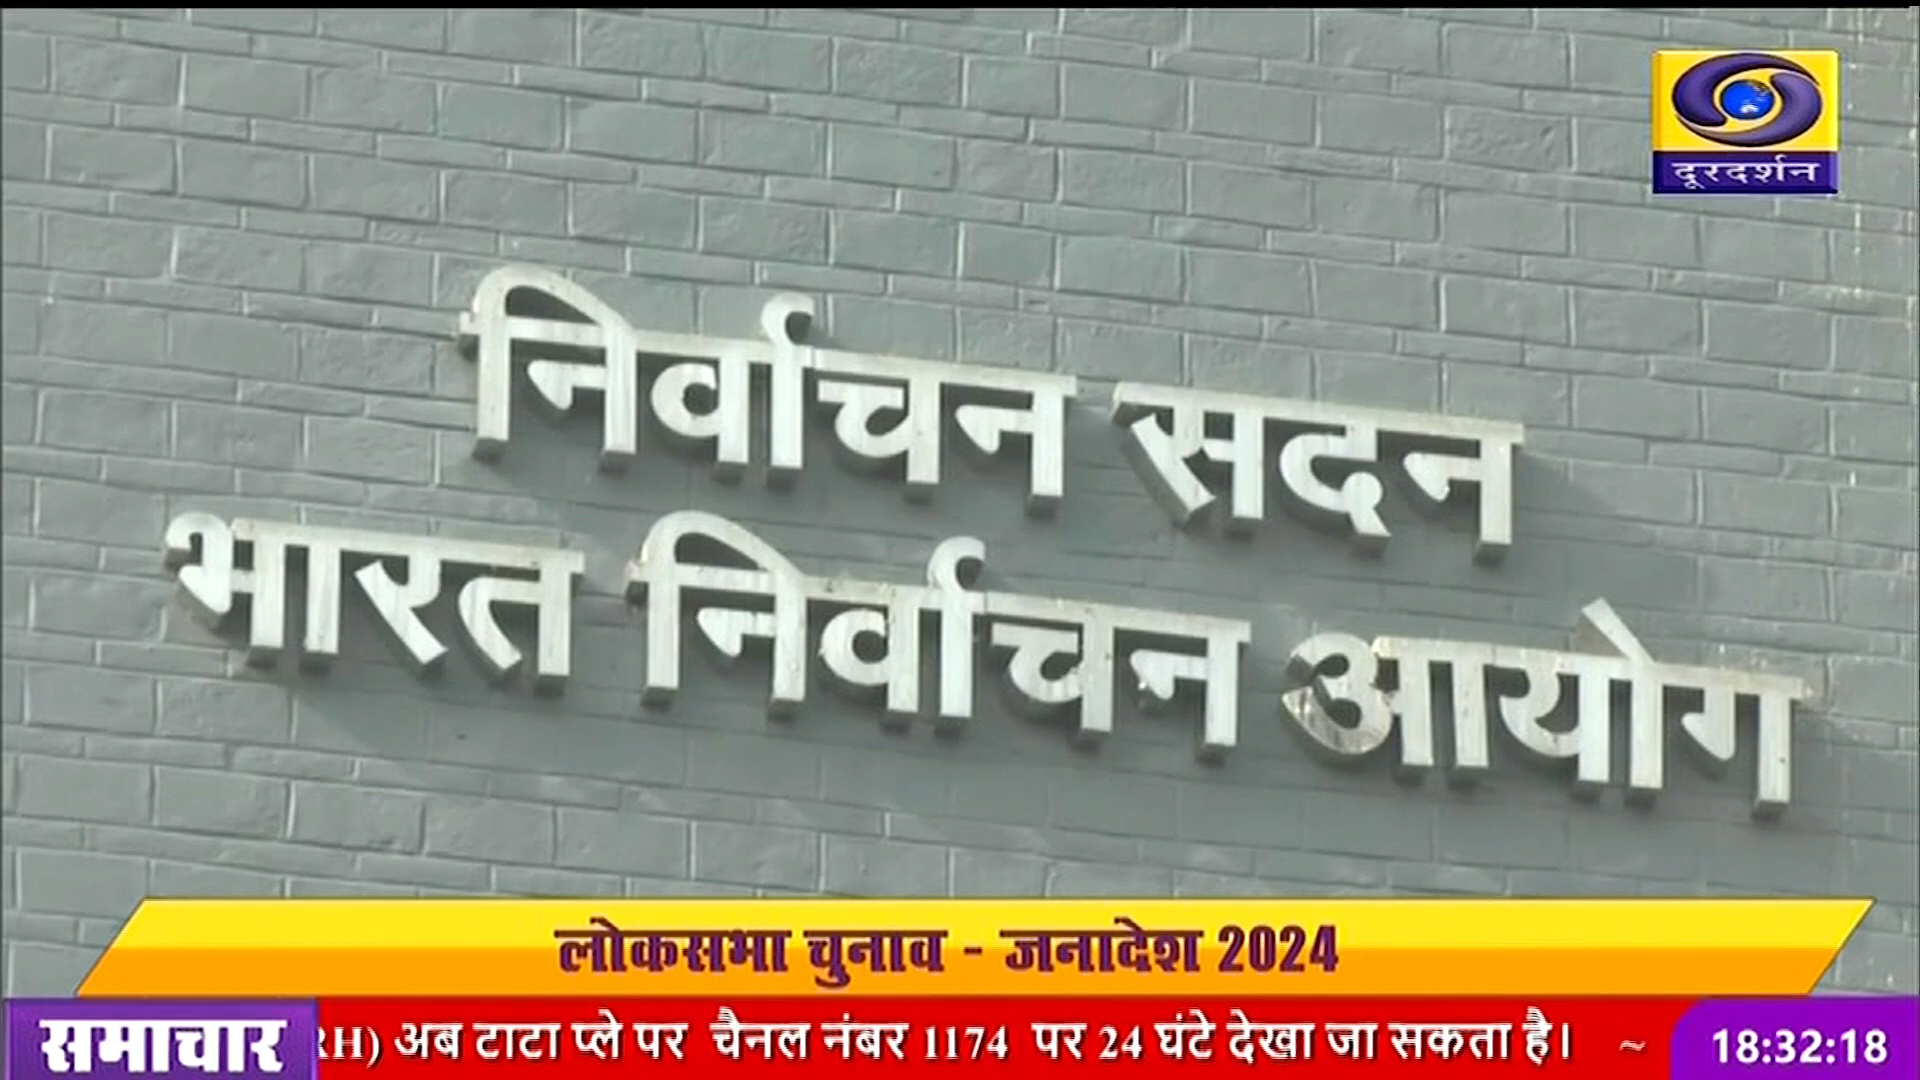 दूरदर्शन
निर्वाचन सदन
भारत निर्वाचन आयोग
लोकसभा चुनाव - जनादेश 2024
समाचार
RH) अब टाटा प्ले पर चैनल नंबर 1174 पर 24 घंटे देखा जा सकता है। ~
18:32:18